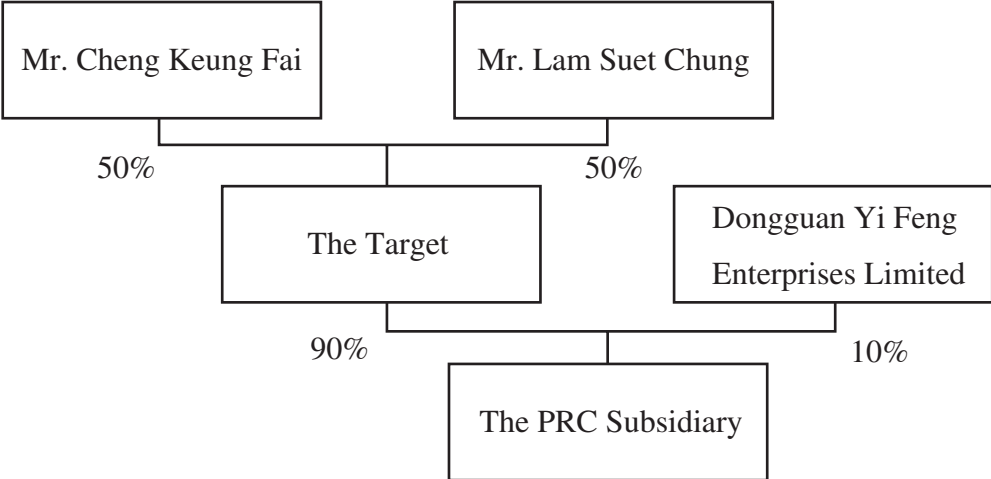 Mr. Cheng Keung Fai
Mr. Lam Suet Chung
50%
50%
The Target
Dongguan Yi Feng
Enterprises Limited
90%
10%
The PRC Subsidiary